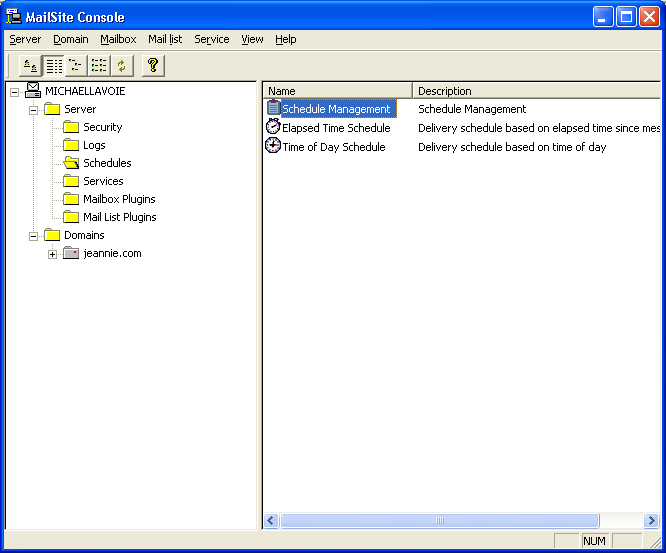 MailSite Console
Server Domain Mailbox Mail list Service View Help
Name Description
MICHAELLAVOIE
Server
Security
Logs
Schedules
Services
Mailbox Plugins
Mail List Plugins
Domains
jeannie.com
Schedule Management Schedule Management
Elapsed Time Schedule Delivery schedule based on elapsed time since mes
Time of Day Schedule Delivery schedule based on time of day
NUM